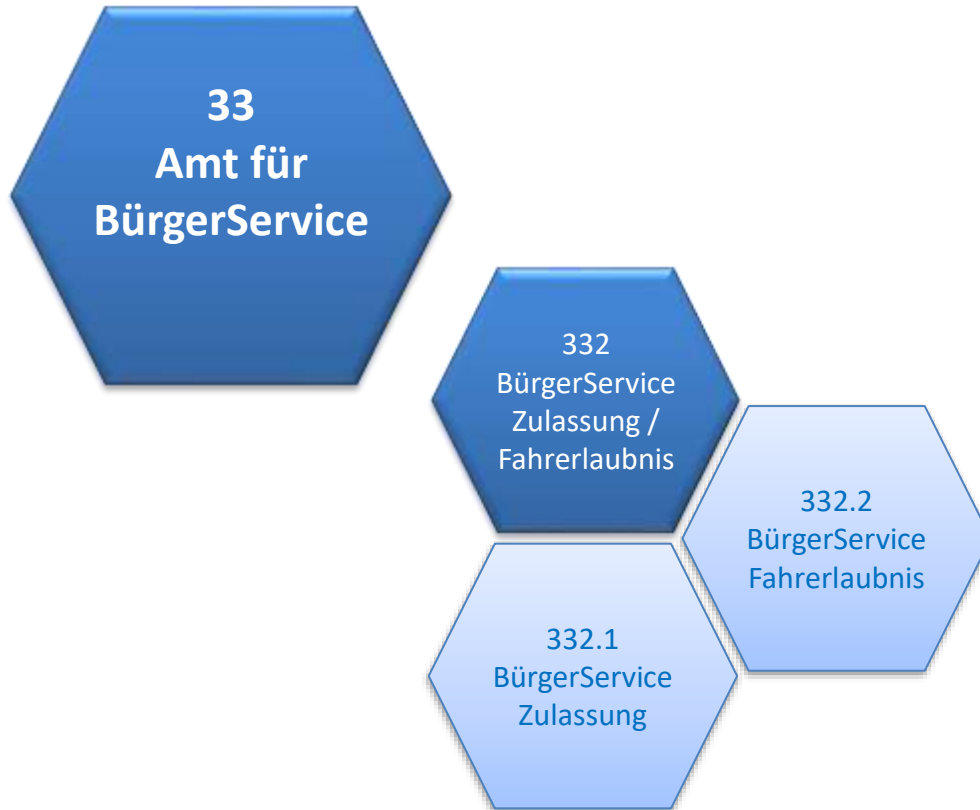 33
Amt für
BürgerService
332
BürgerService
Zulassung /
Fahrerlaubnis
332.2
BürgerService
Fahrerlaubnis
332.1
BürgerService
Zulassung